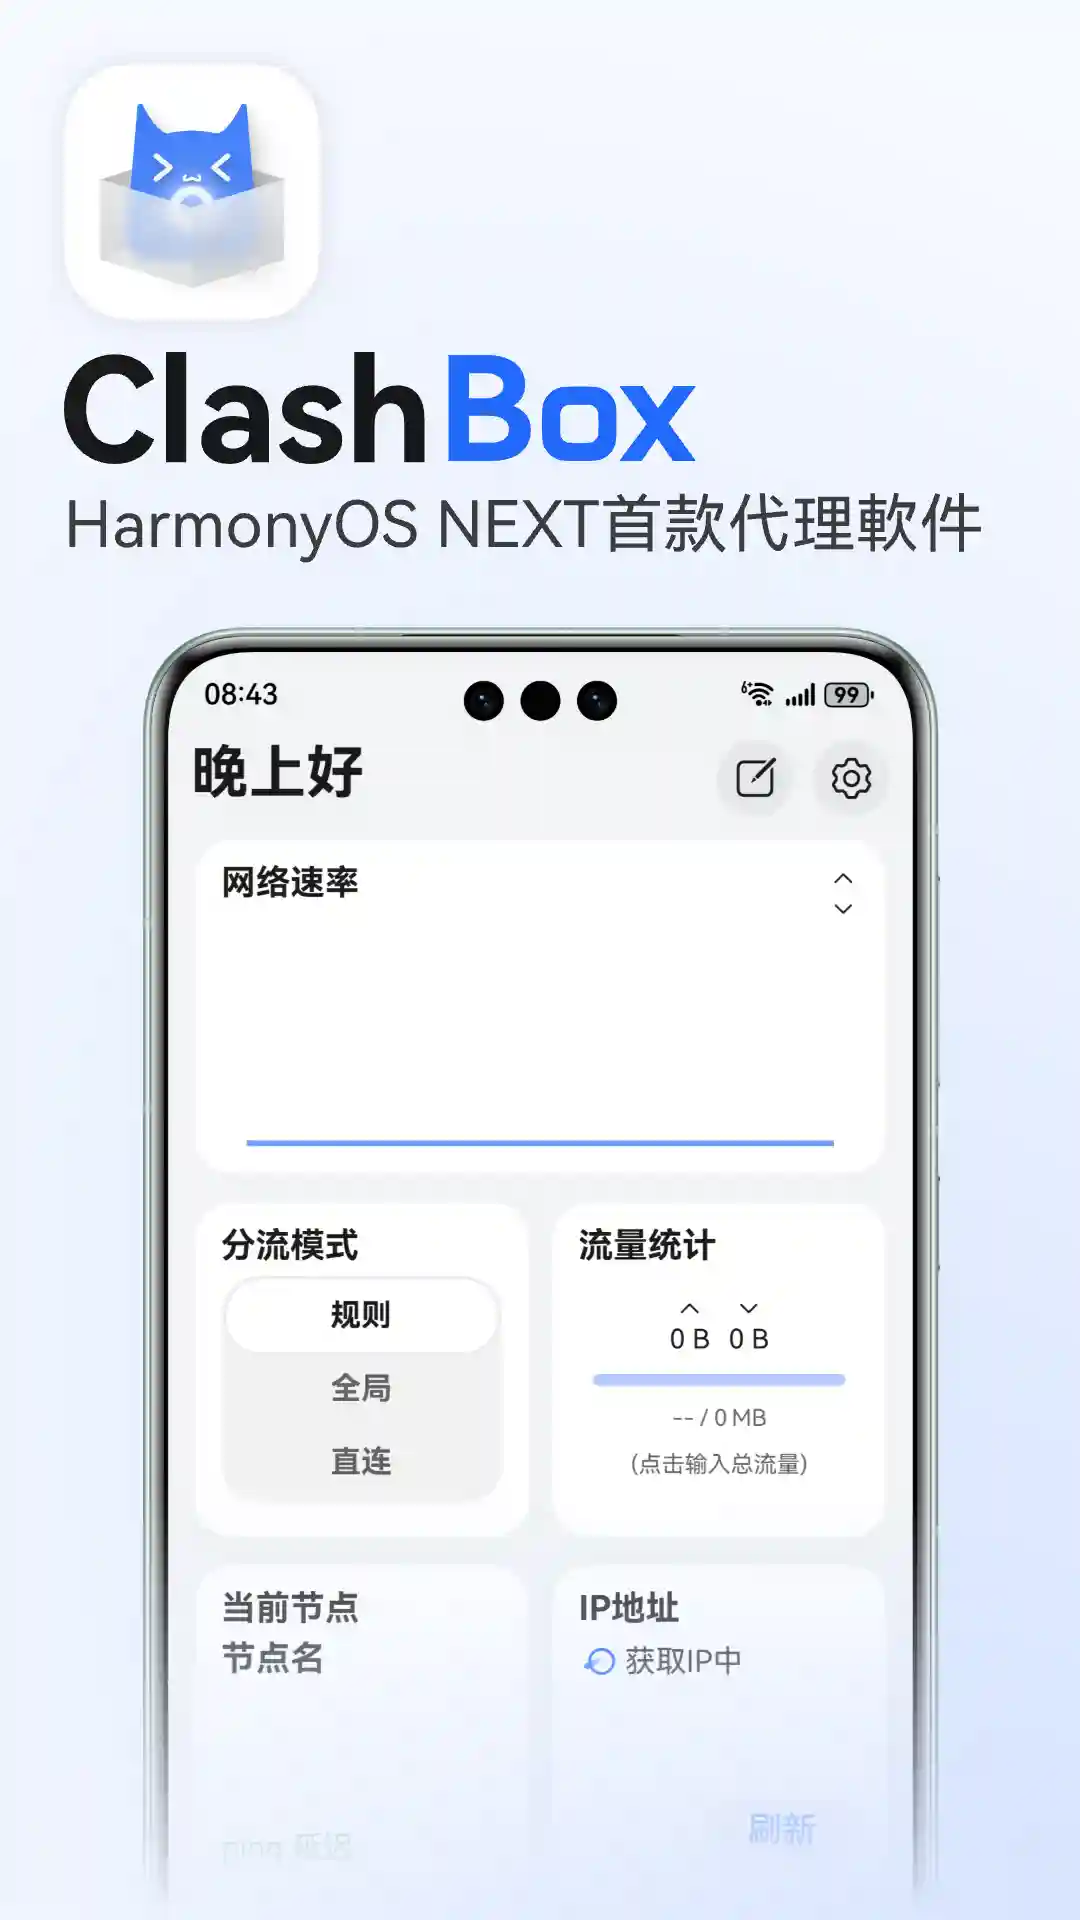 ClashBox
HarmonyOS NEXT首款代理軟件
08:43
99
晚上好
网络速率
分流模式
规则
全局
直连
流量统计
0 B 0 B
-- / 0 MB
(点击输入总流量)
当前节点
节点名
ping 延迟
IP地址
获取IP中
刷新